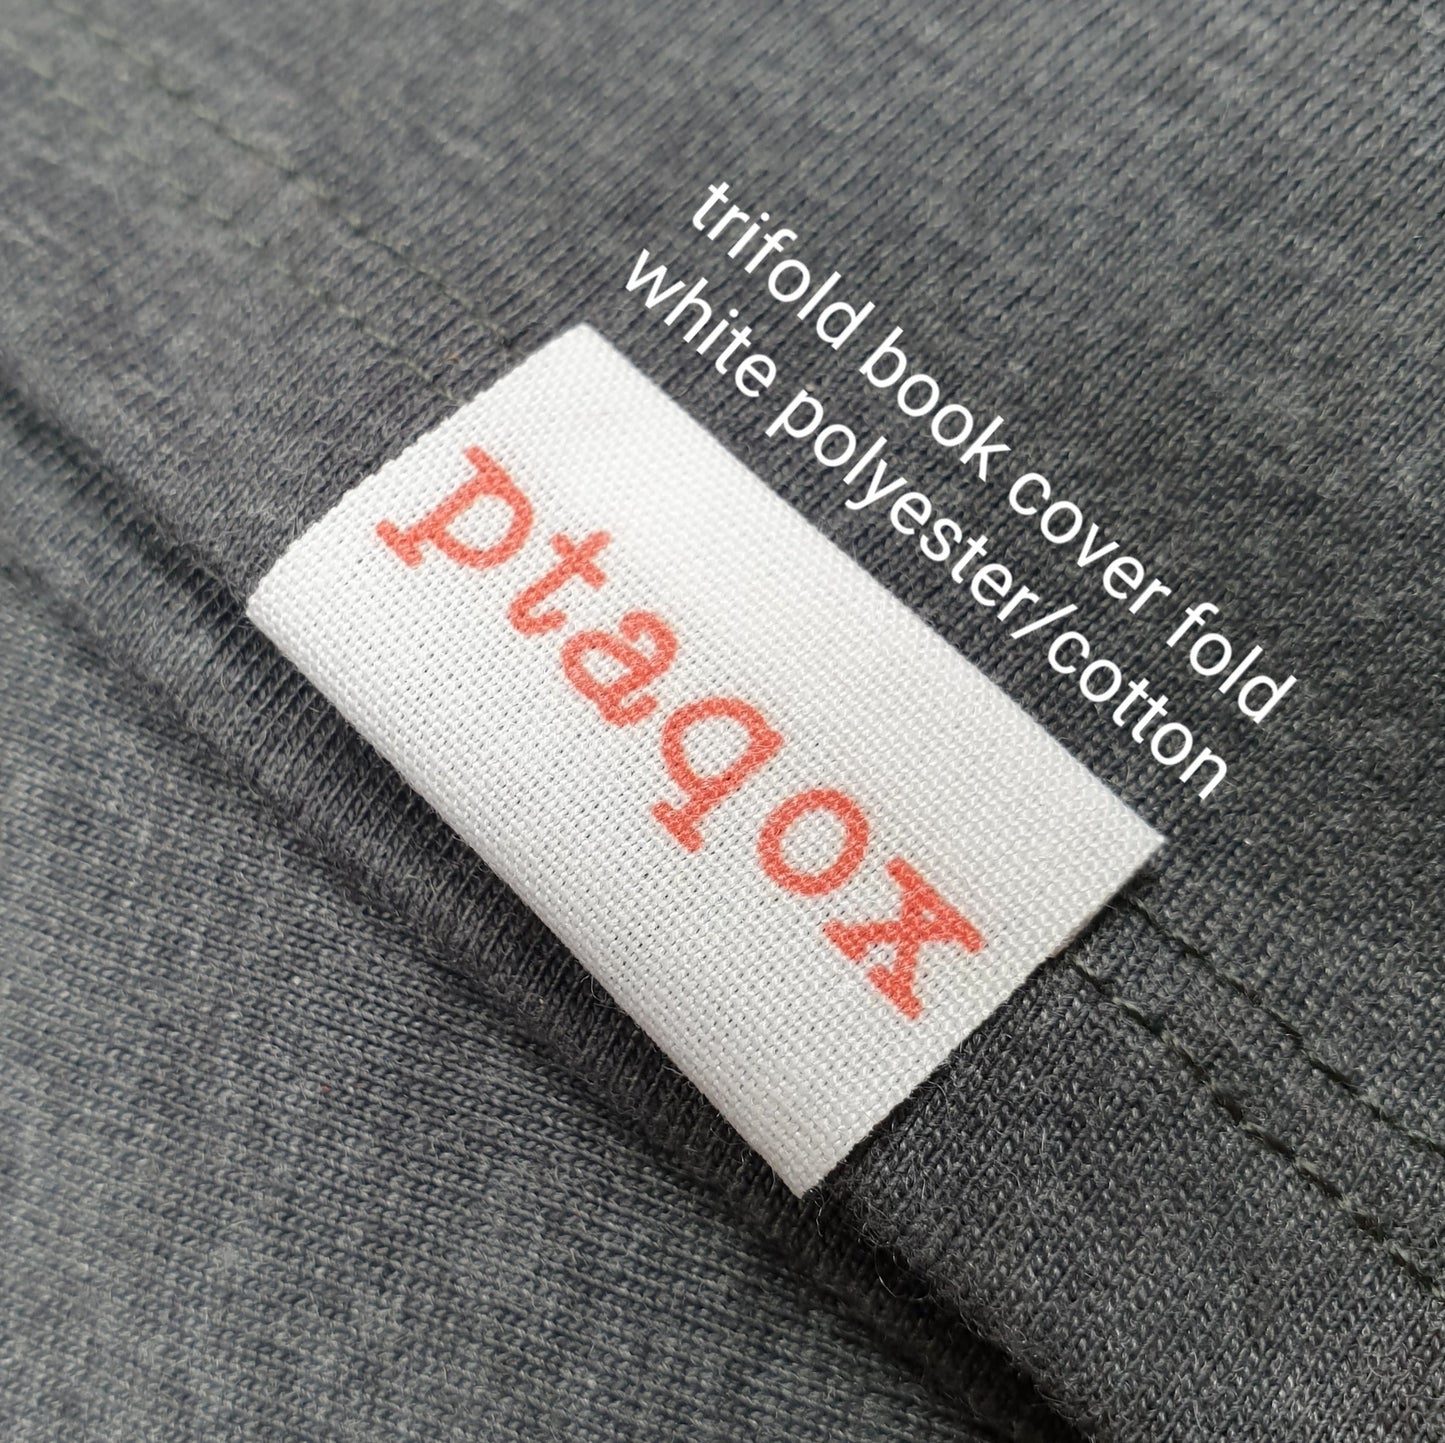 trifold book cover fold
white polyester/cotton
ptaqox